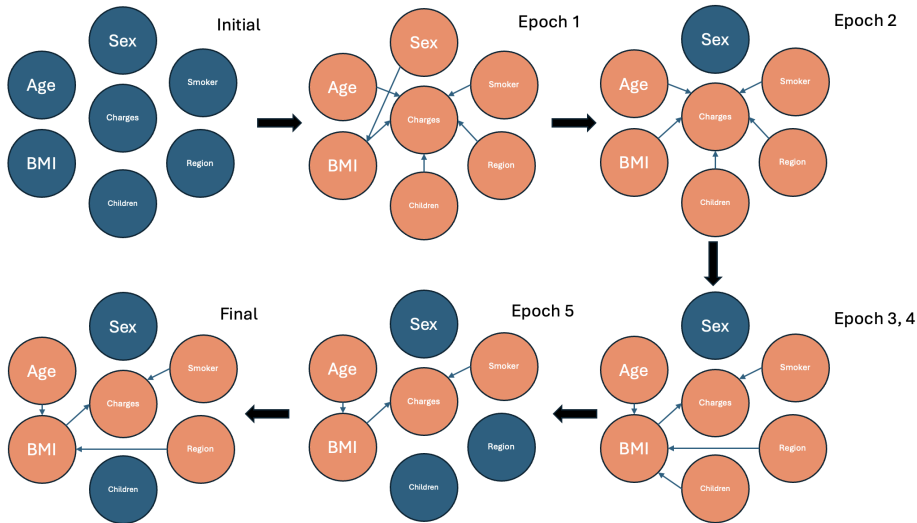 Initial
Sex
Age
Smoker
Charges
BMI
Region
Children
Epoch 1
Sex
Age
Smoker
Charges
BMI
Region
Children
Epoch 2
Sex
Age
Smoker
Charges
BMI
Region
Children
Final
Sex
Age
Smoker
Charges
BMI
Region
Children
Epoch 5
Sex
Age
Smoker
Charges
BMI
Region
Children
Epoch 3, 4
Sex
Age
Smoker
Charges
BMI
Region
Children